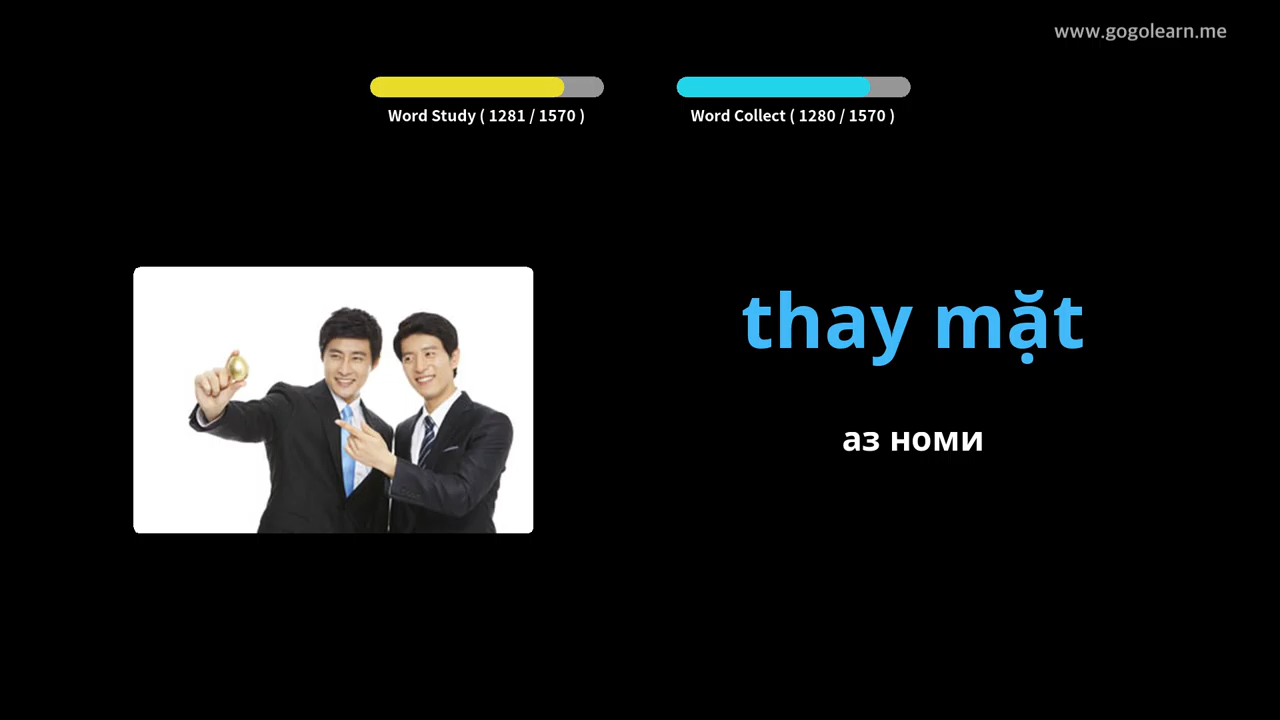 www.gogolearn.me
Word Study ( 1281 / 1570 )
Word Collect ( 1280 / 1570 )
thay mặt
аз номи